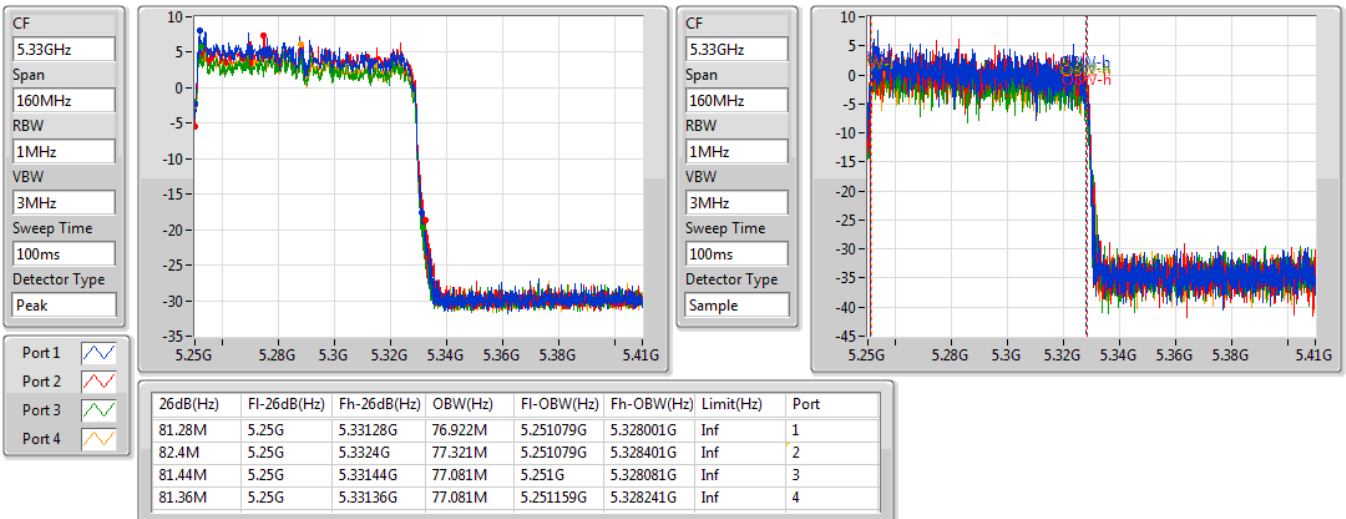 CF
5.33GHz
Span
160MHz
RBW
1MHz
VBW
3MHz
Sweep Time
100ms
Detector Type
Peak
10
5
0
-5
-10
-15
-20
-25
-30
-35
5.25G 5.28G 5.3G 5.32G 5.34G 5.36G 5.38G 5.41G
CF
5.33GHz
Span
160MHz
RBW
1MHz
VBW
3MHz
Sweep Time
100ms
Detector Type
Sample
10
5
0
-5
-10
-15
-20
-25
-30
-35
-40
-45
5.25G 5.28G 5.3G 5.32G 5.34G 5.36G 5.38G 5.41G
Port 1
Port 2
Port 3
Port 4
26dB(Hz) Fl-26dB(Hz) Fh-26dB(Hz) OBW(Hz) Fl-OBW(Hz) Fh-OBW(Hz) Limit(Hz) Port
81.28M 5.25G 5.33128G 76.922M 5.251079G 5.328001G Inf 1
82.4M 5.25G 5.3324G 77.321M 5.251079G 5.328401G Inf 2
81.44M 5.25G 5.33144G 77.081M 5.251G 5.328081G Inf 3
81.36M 5.25G 5.33136G 77.081M 5.251159G 5.328241G Inf 4